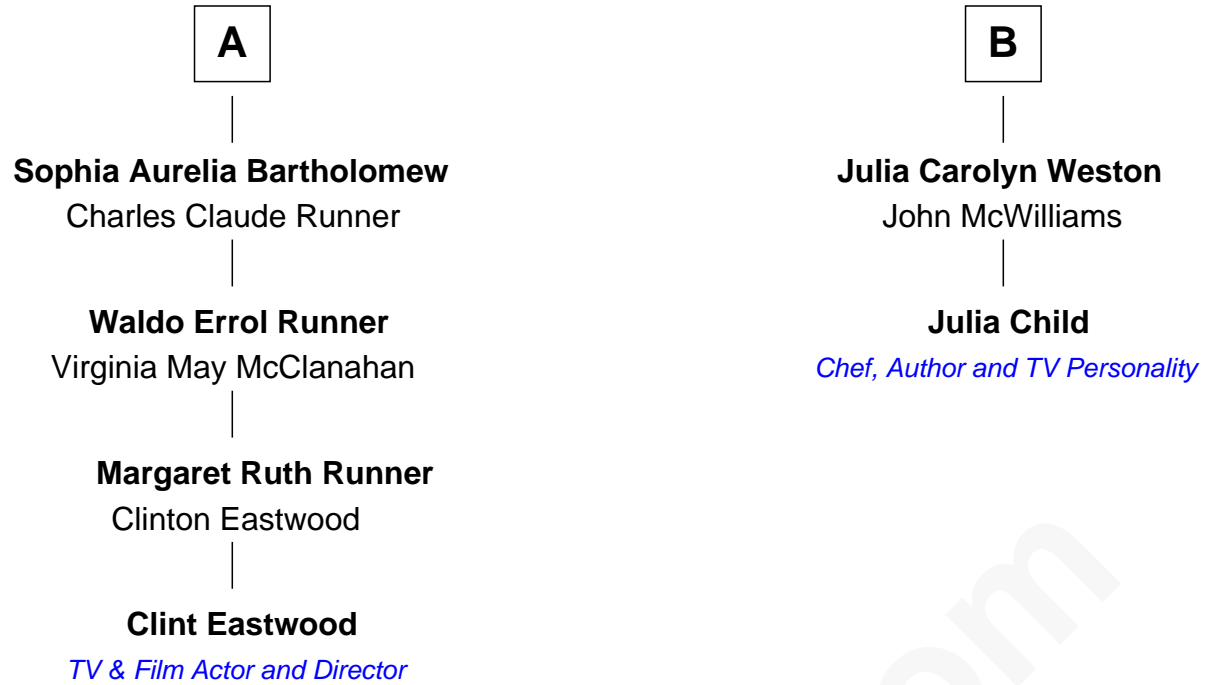 A
Sophia Aurelia Bartholomew
Charles Claude Runner
Waldo Errol Runner
Virginia May McClanahan
Margaret Ruth Runner
Clinton Eastwood
Clint Eastwood
TV & Film Actor and Director
B
Julia Carolyn Weston
John McWilliams
Julia Child
Chef, Author and TV Personality
om